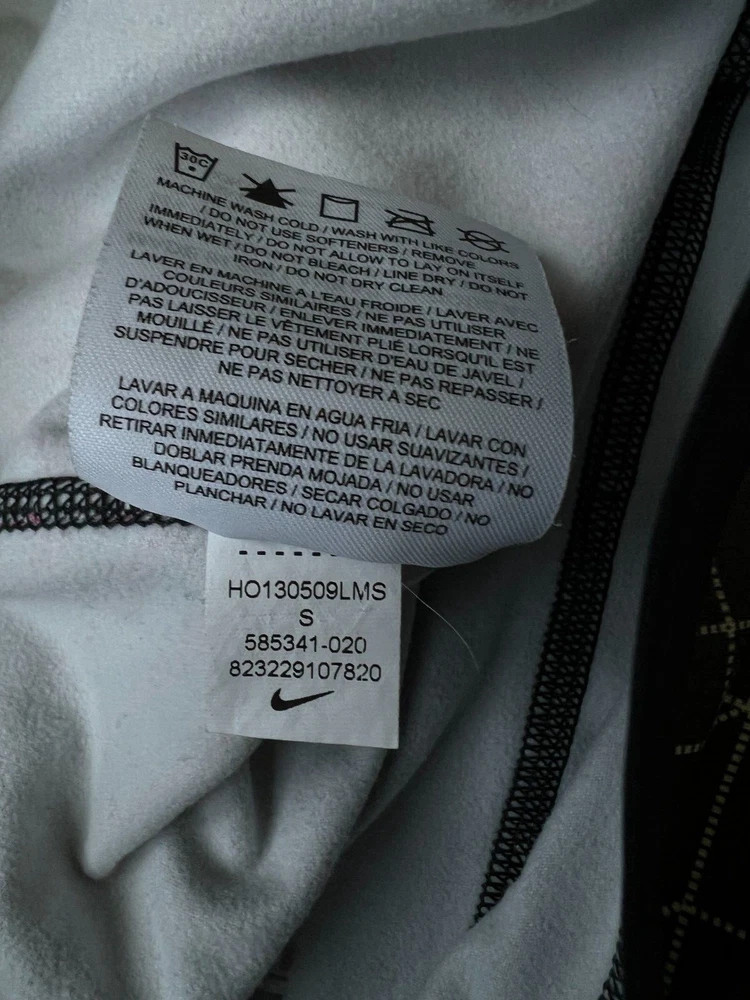 30C
MACHINE WASH COLD / WASH WITH LIKE COLORS
/ DO NOT USE SOFTENERS / REMOVE
IMMEDIATELY / DO NOT ALLOW TO LAY ON ITSELF
WHEN WET / DO NOT BLEACH / LINE DRY / DO NOT
IRON / DO NOT DRY CLEAN
LAVER EN MACHINE A L'EAU FROIDE / LAVER AVEC
COULEURS SIMILAIRES / NE PAS UTILISER
D'ADOUCISSEUR / ENLEVER IMMEDIATEMENT / NE
PAS LAISSER LE VÊTEMENT PLIÉ LORSQU'IL EST
MOUILLÉ / NE PAS UTILISER D'EAU DE JAVEL /
SUSPENDRE POUR SECHER / NE PAS REPASSER /
NE PAS NETTOYER A SEC
LAVAR A MAQUINA EN AGUA FRIA / LAVAR CON
COLORES SIMILARES / NO USAR SUAVIZANTES /
RETIRAR INMEDIATAMENTE DE LA LAVADORA / NO
DOBLAR PRENDA MOJADA / NO USAR
BLANQUEADORES / SECAR COLGADO / NO
PLANCHAR / NO LAVAR EN SECO
HO130509LMS
S
585341-020
823229107820